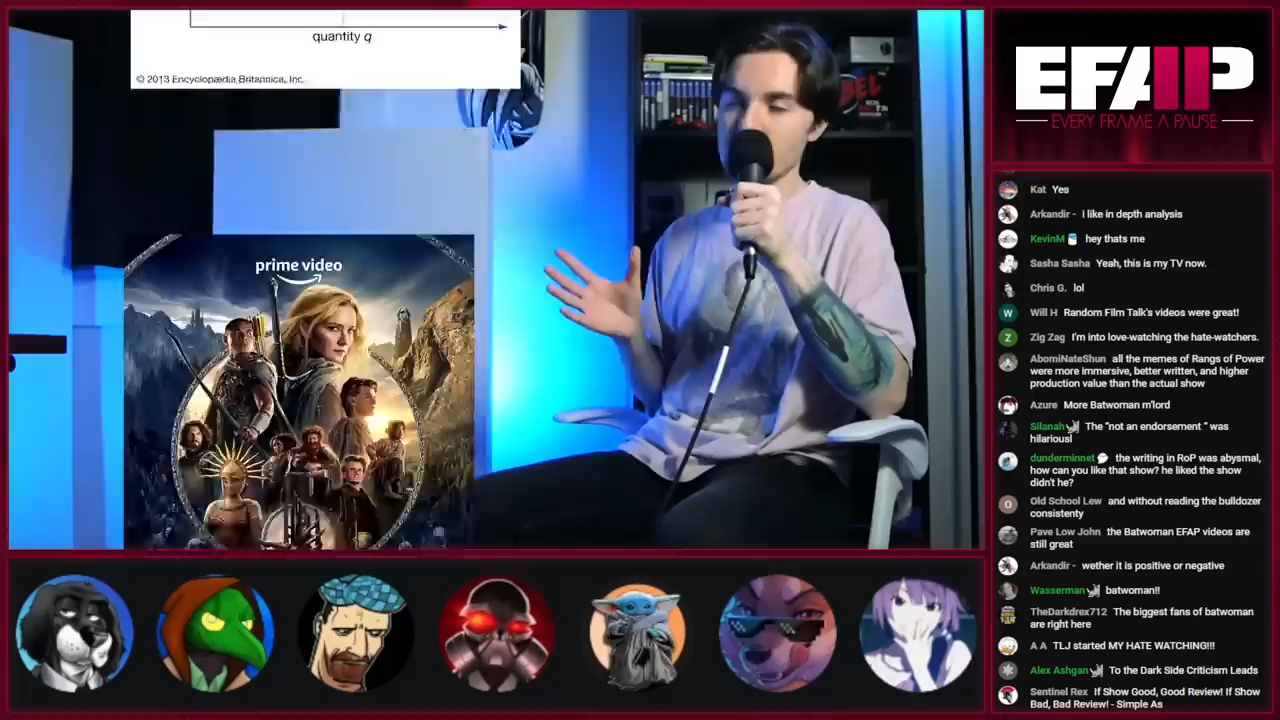 quantity q
© 2013 Encyclopædia Britannica, Inc.
prime video
EFAP
EVERY FRAME A PAUSE
Kat Yes
Arkandir - I like in depth analysis
KevinM hey thats me
Sasha Sasha Yeah, this is my TV now.
Chris G. lol
W Will H Random Film Talk's videos were great!
Z Zig Zag I'm into love-watching the hate-watchers.
AbomiNateShun all the memes of Rangs of Power
were more immersive, better written, and higher
production value than the actual show
Azure More Batwoman m'lord
Silanah The "not an endorsement " was
hilarious!
dunderminnet the writing in RoP was abysmal,
how can you like that show? he liked the show
didn't he?
O Old School Lew and without reading the bulldozer
consistenty
Pave Low John the Batwoman EFAP videos are
still great
Arkandir - wether it is positive or negative
Wasserman batwoman!!
TheDarkdrex712 The biggest fans of batwoman
are right here
A A TLJ started MY HATE WATCHING!!!
Alex Ashgan To the Dark Side Criticism Leads
Sentinel Rex If Show Good, Good Review! If Show
Bad, Bad Review! - Simple As